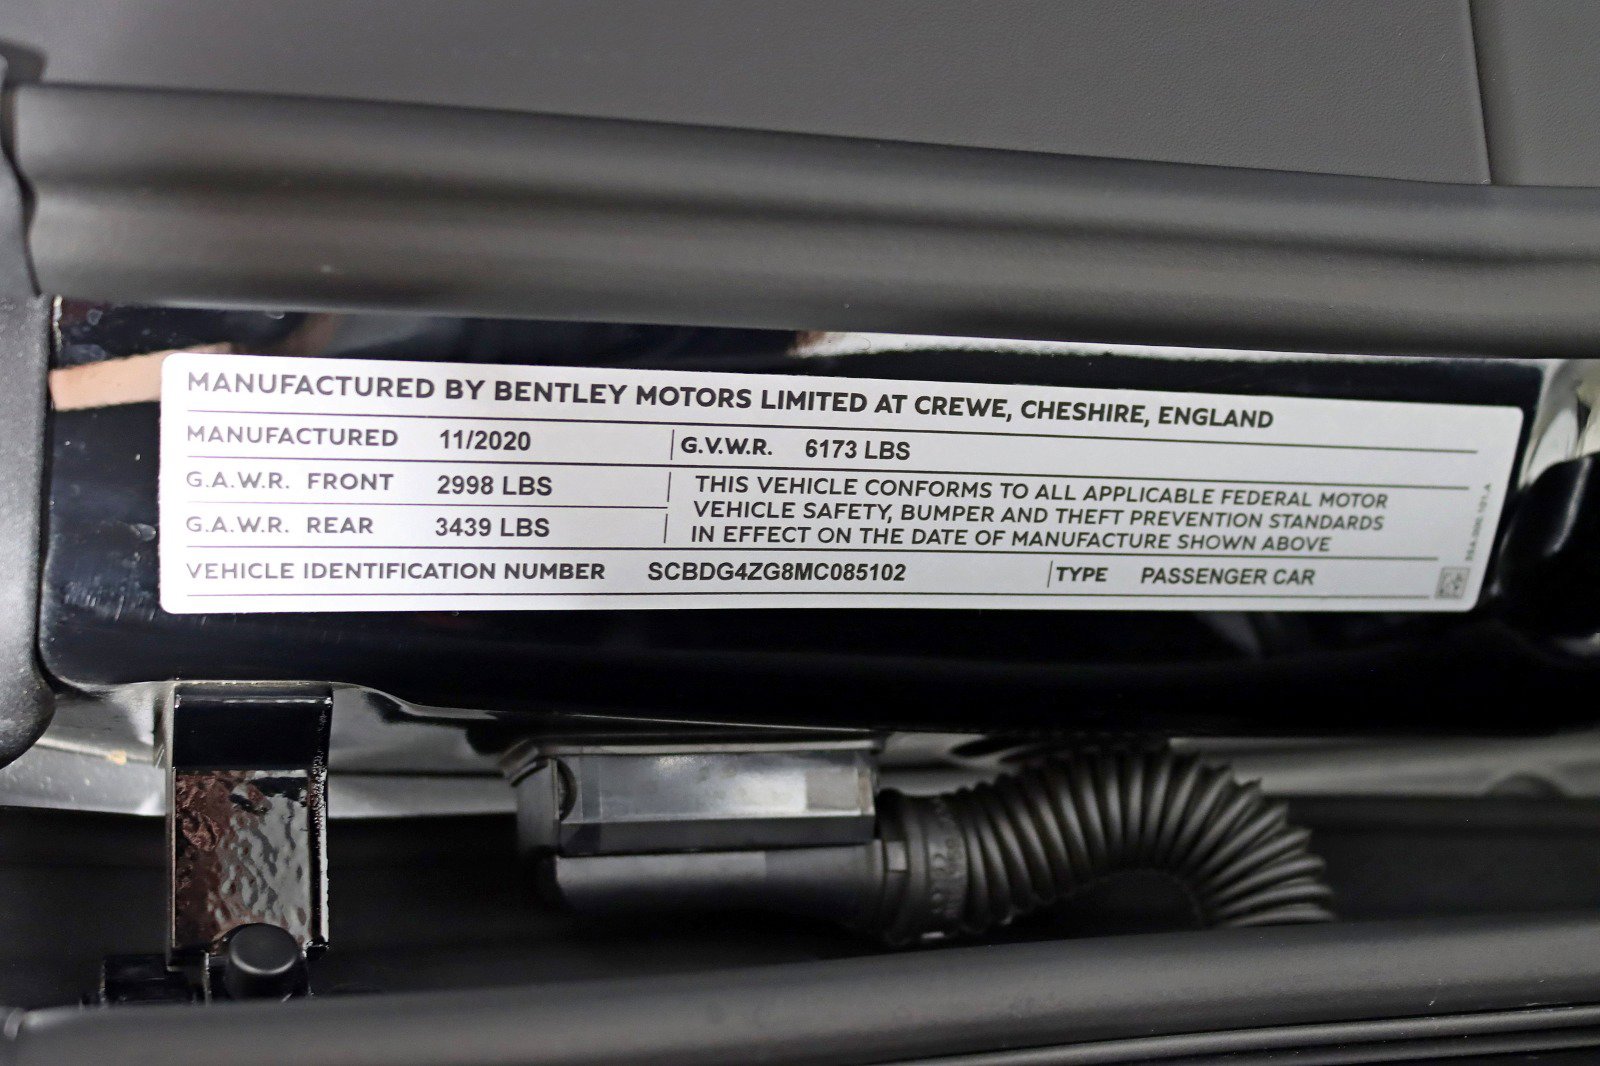 MANUFACTURED BY BENTLEY MOTORS LIMITED AT CREWE, CHESHIRE, ENGLAND
MANUFACTURED 11/2020 G.V.W.R. 6173 LBS
G.A.W.R. FRONT 2998 LBS
G.A.W.R. REAR 3439 LBS
THIS VEHICLE CONFORMS TO ALL APPLICABLE FEDERAL MOTOR
VEHICLE SAFETY, BUMPER AND THEFT PREVENTION STANDARDS
IN EFFECT ON THE DATE OF MANUFACTURE SHOWN ABOVE
VEHICLE IDENTIFICATION NUMBER SCBDG4ZG8MC085102 TYPE PASSENGER CAR